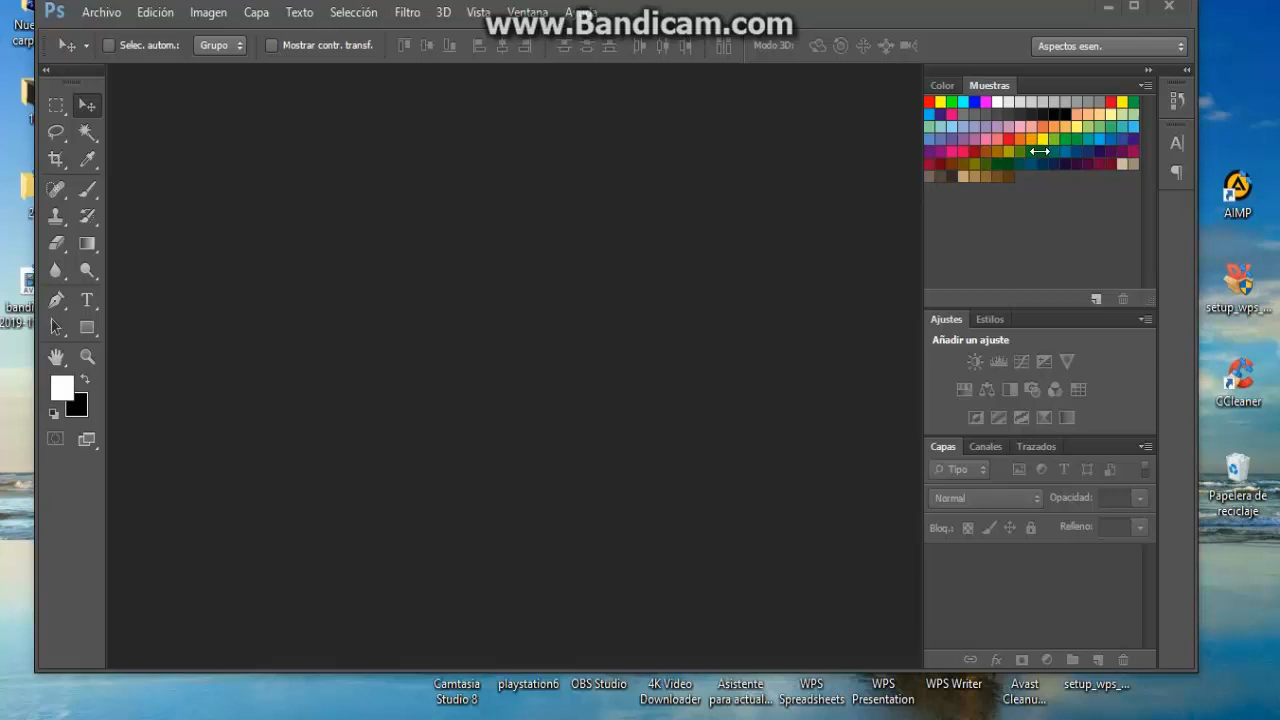 Ps Archivo Edición Imagen Capa Texto Selección Filtro 3D Vista Ventana
www.Bandicam.com
Selec. autom.: Grupo Mostrar contr. transf. Modo 3D: Aspectos esen.
Color Muestras
Ajustes Estilos
Añadir un ajuste
Capas Canales Trazados
Tipo
Normal Opacidad:
Bloq.: Relleno:
Nue
carp
bandi
2019-1
AIMP
setup_wps_...
CCleaner
Papelera de
reciclaje
Camtasia
Studio 8
playstation6
OBS Studio
4K Video
Downloader
Asistente
para actual...
WPS
Spreadsheets
WPS
Presentation
WPS Writer
Avast
Cleanu...
setup_wps_...